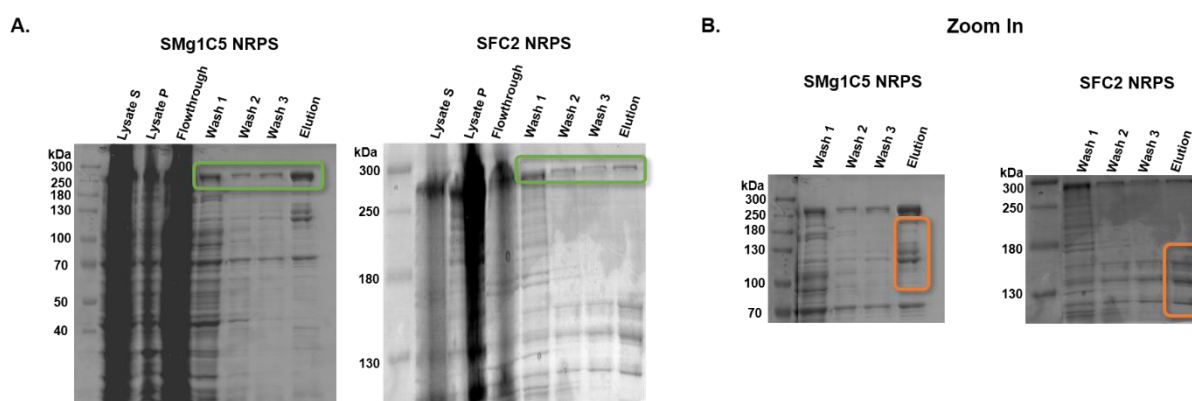 A.
SMg1C5 NRPS
Lysate S
Lysate P
Flowthrough
Wash 1
Wash 2
Wash 3
Elution
kDa
300
250
180
130
100
70
50
40
SFC2 NRPS
Lysate S
Lysate P
Flowthrough
Wash 1
Wash 2
Wash 3
Elution
kDa
300
250
180
130
B.
Zoom In
SMg1C5 NRPS
Wash 1
Wash 2
Wash 3
Elution
kDa
300
250
180
130
100
70
SFC2 NRPS
Wash 1
Wash 2
Wash 3
Elution
kDa
300
250
180
130